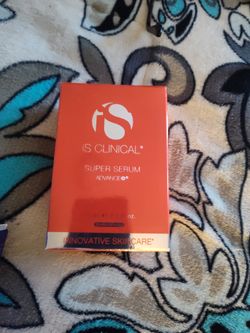 iS
iS CLINICAL®
SUPER SERUM
ADVANCE+®
INNOVATIVE SKINCARE®